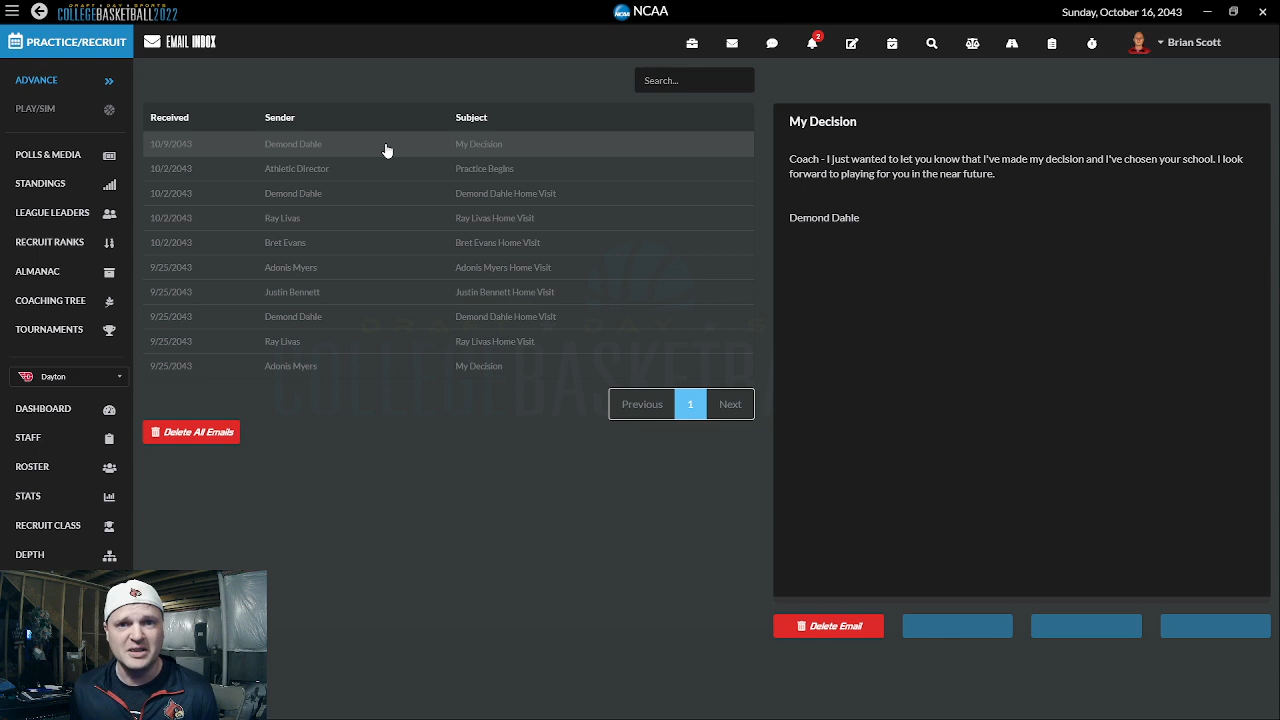 DRAFT DAY SPORTS
COLLEGE BASKETBALL 2022
NCAA
Sunday, October 16, 2043
PRACTICE/RECRUIT
EMAIL INBOX
2
Brian Scott
ADVANCE
PLAY/SIM
POLLS & MEDIA
STANDINGS
LEAGUE LEADERS
RECRUIT RANKS
ALMANAC
COACHING TREE
TOURNAMENTS
Dayton
DASHBOARD
STAFF
ROSTER
STATS
RECRUIT CLASS
DEPTH
Search...
Received Sender Subject
10/9/2043 Demond Dahle My Decision
10/2/2043 Athletic Director Practice Begins
10/2/2043 Demond Dahle Demond Dahle Home Visit
10/2/2043 Ray Livas Ray Livas Home Visit
10/2/2043 Bret Evans Bret Evans Home Visit
9/25/2043 Adonis Myers Adonis Myers Home Visit
9/25/2043 Justin Bennett Justin Bennett Home Visit
9/25/2043 Demond Dahle Demond Dahle Home Visit
9/25/2043 Ray Livas Ray Livas Home Visit
9/25/2043 Adonis Myers My Decision
DRAFT DAY S
COLLEGE BASKETBA
Previous 1 Next
Delete All Emails
My Decision
Coach - I just wanted to let you know that I've made my decision and I've chosen your school. I look
forward to playing for you in the near future.
Demond Dahle
Delete Email